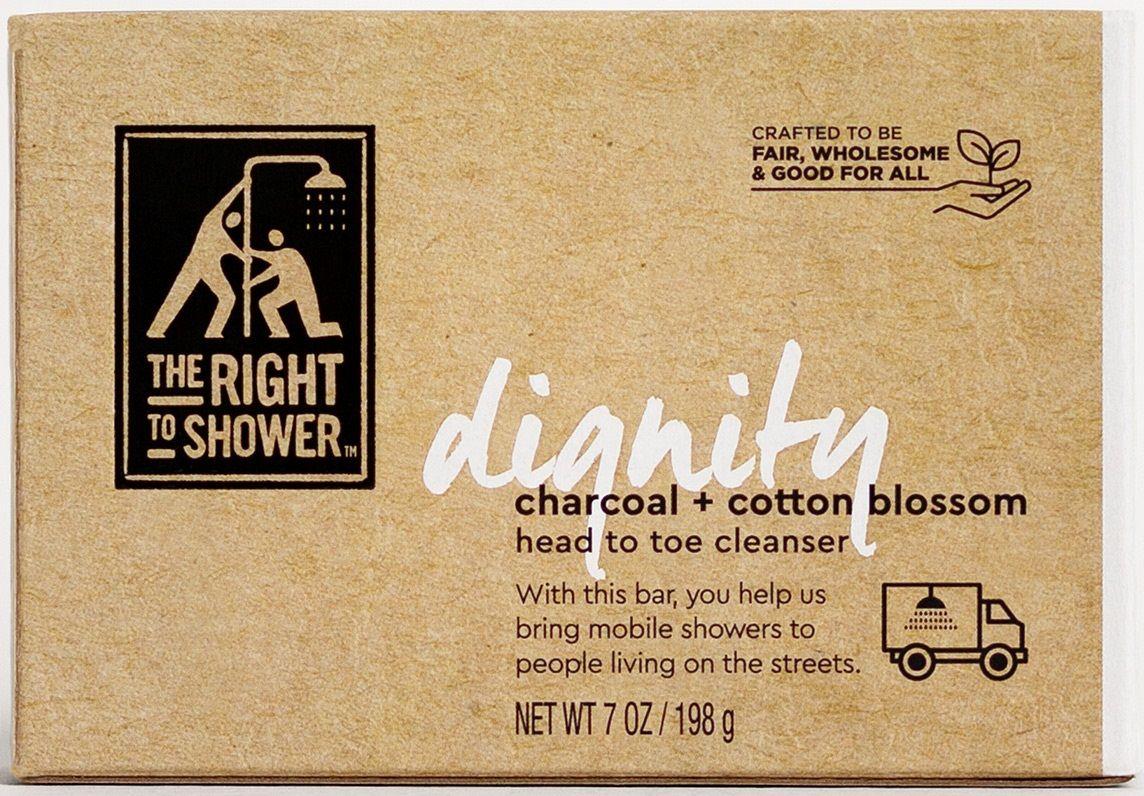 CRAFTED TO BE
FAIR, WHOLESOME
& GOOD FOR ALL
THE RIGHT
TO SHOWER™
dignity
charcoal + cotton blossom
head to toe cleanser
With this bar, you help us
bring mobile showers to
people living on the streets.
NET WT 7 OZ / 198 g